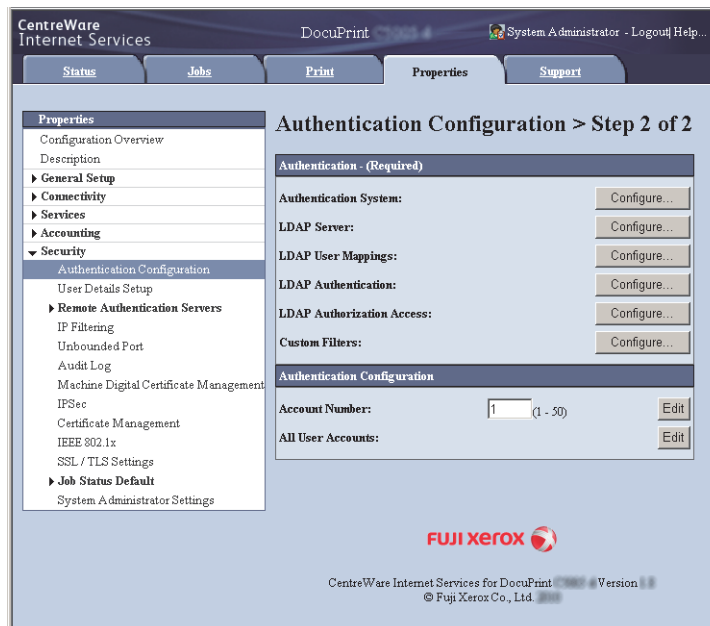 CentreWare
Internet Services
DocuPrint
System Administrator - Logout| Help...
Status
Jobs
Print
Properties
Support
Properties
Configuration Overview
Description
General Setup
Connectivity
Services
Accounting
Security
Authentication Configuration
User Details Setup
Remote Authentication Servers
IP Filtering
Unbounded Port
Audit Log
Machine Digital Certificate Management
IPSec
Certificate Management
IEEE 802.1x
SSL / TLS Settings
Job Status Default
System Administrator Settings
Authentication Configuration > Step 2 of 2
Authentication - (Required)
Authentication System: Configure...
LDAP Server: Configure...
LDAP User Mappings: Configure...
LDAP Authentication: Configure...
LDAP Authorization Access: Configure...
Custom Filters: Configure...
Authentication Configuration
Account Number: 1 (1 - 50) Edit
All User Accounts: Edit
FUJI XEROX
CentreWare Internet Services for DocuPrint Version
© Fuji Xerox Co., Ltd.